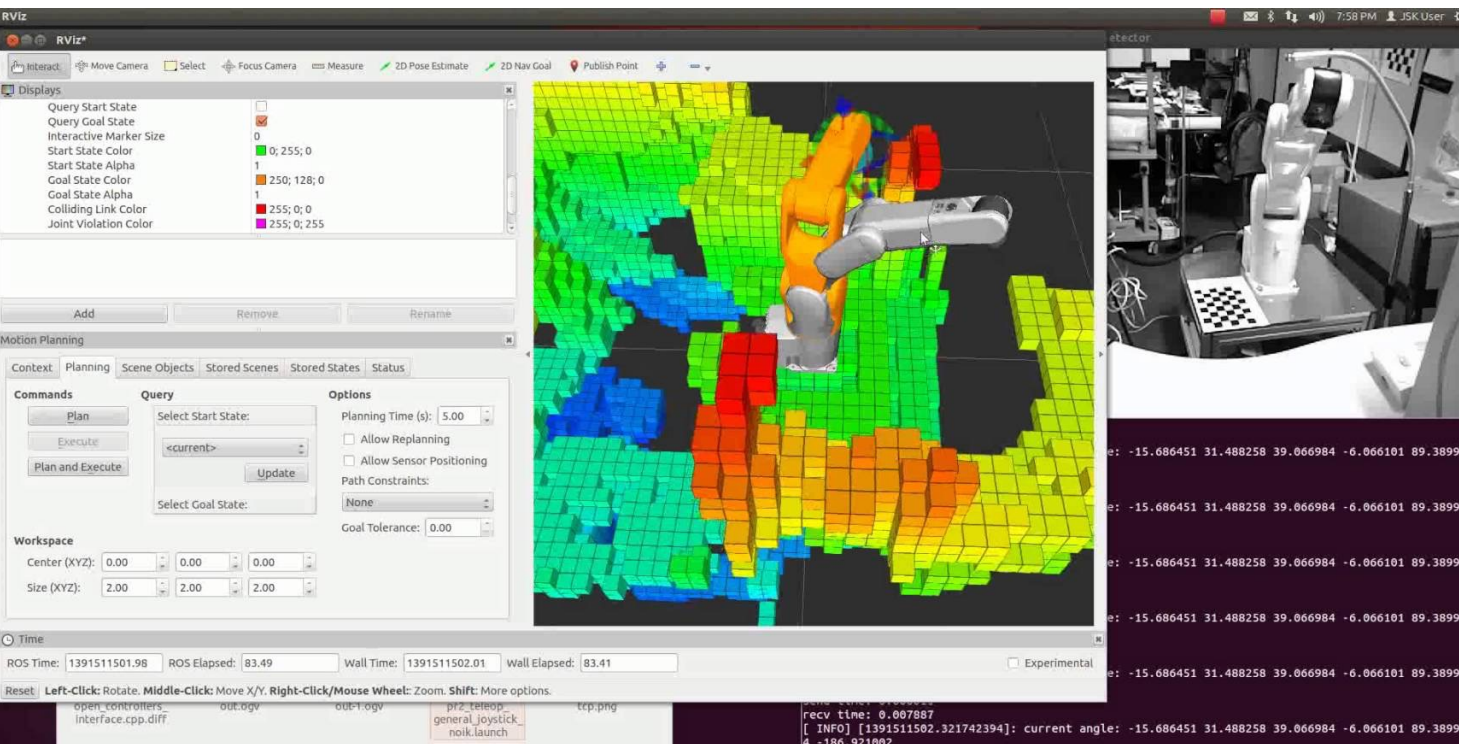 RViz
7:58 PM JSK User
RViz*
etector
Interact Move Camera Select Focus Camera Measure 2D Pose Estimate 2D Nav Goal Publish Point
Displays
Query Start State
Query Goal State
Interactive Marker Size 0
Start State Color 0; 255; 0
Start State Alpha 1
Goal State Color 250; 128; 0
Goal State Alpha 1
Colliding Link Color 255; 0; 0
Joint Violation Color 255; 0; 255
Add Remove Rename
Motion Planning
Context Planning Scene Objects Stored Scenes Stored States Status
Commands Query Options
Plan Select Start State: Planning Time (s): 5.00
Execute <current> Allow Replanning
Plan and Execute Update Allow Sensor Positioning
Path Constraints:
Select Goal State: None
Goal Tolerance: 0.00
Workspace
Center (XYZ): 0.00 0.00 0.00
Size (XYZ): 2.00 2.00 2.00
Time
ROS Time: 1391511501.98 ROS Elapsed: 83.49 Wall Time: 1391511502.01 Wall Elapsed: 83.41 Experimental
Reset Left-Click: Rotate. Middle-Click: Move X/Y. Right-Click/Mouse Wheel:: Zoom. Shift: More options.
open_controllers_
interface.cpp.diff
out.ogv
out-1.ogv
pr2_teleop_
general_joystick_
noik.launch
tcp.png
e: -15.686451 31.488258 39.066984 -6.066101 89.3899
e: -15.686451 31.488258 39.066984 -6.066101 89.3899
e: -15.686451 31.488258 39.066984 -6.066101 89.3899
e: -15.686451 31.488258 39.066984 -6.066101 89.3899
e: -15.686451 31.488258 39.066984 -6.066101 89.3899
recv time: 0.007887
[ INFO] [1391511502.321742394]: current angle: -15.686451 31.488258 39.066984 -6.066101 89.3899
4 -186.921002